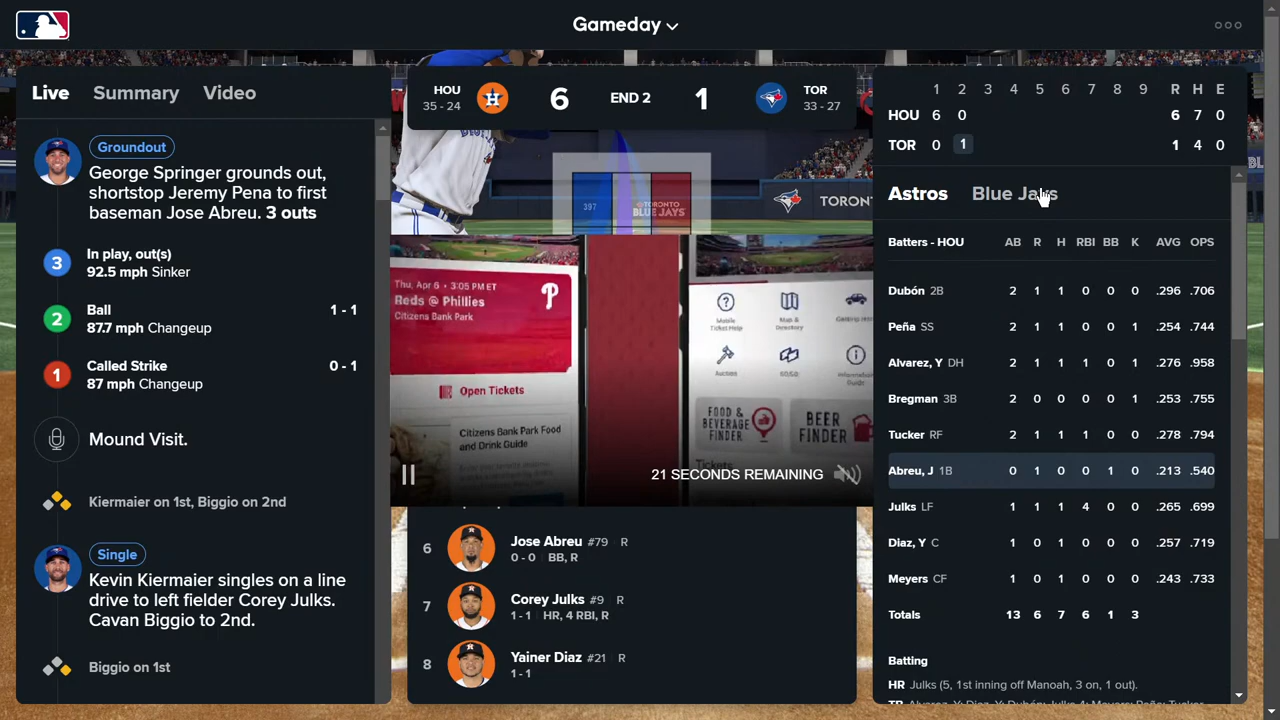 Gameday
Live Summary Video
Groundout
George Springer grounds out,
shortstop Jeremy Pena to first
baseman Jose Abreu. 3 outs
3 In play, out(s)
92.5 mph Sinker
2 Ball 1 - 1
87.7 mph Changeup
1 Called Strike 0 - 1
87 mph Changeup
Mound Visit.
Kiermaier on 1st, Biggio on 2nd
Single
Kevin Kiermaier singles on a line
drive to left fielder Corey Julks.
Cavan Biggio to 2nd.
Biggio on 1st
HOU 6 END 2 1 TOR
35 - 24 33 - 27
397
TORONTO
BLUE JAYS
TORON
Thu, Apr 6 • 3:05 PM ET
Reds @ Phillies
Citizens Bank Park
Open Tickets
Citizens Bank Park Food
and Drink Guide
Mobile
Ticket Help
Map &
Directory
Auction
FOOD &
BEVERAGE
FINDER
BEER
FINDER
21 SECONDS REMAINING
6 Jose Abreu #79 R
0 - 0 BB, R
7 Corey Julks #9 R
1 - 1 HR, 4 RBI, R
8 Yainer Diaz #21 R
1 - 1
1 2 3 4 5 6 7 8 9 R H E
HOU 6 0 6 7 0
TOR 0 1 1 4 0
Astros Blue Jays
Batters - HOU AB R H RBI BB K AVG OPS
Dubón 2B 2 1 1 0 0 0 .296 .706
Peña SS 2 1 1 0 0 1 .254 .744
Alvarez, Y DH 2 1 1 1 0 0 .276 .958
Bregman 3B 2 0 0 0 0 1 .253 .755
Tucker RF 2 1 1 1 0 0 .794
Abreu, J 1B 0 1 0 0 1 0 .213 .540
Julks LF 1 1 1 4 0 0 .265 .699
Diaz, Y C 1 0 1 0 0 0 .257 .719
Meyers CF 1 0 1 0 0 0 .733
Totals 13 6 7 6 1 3
Batting
HR Julks (5, 1st inning off Manoah, 3 on, 1 out).